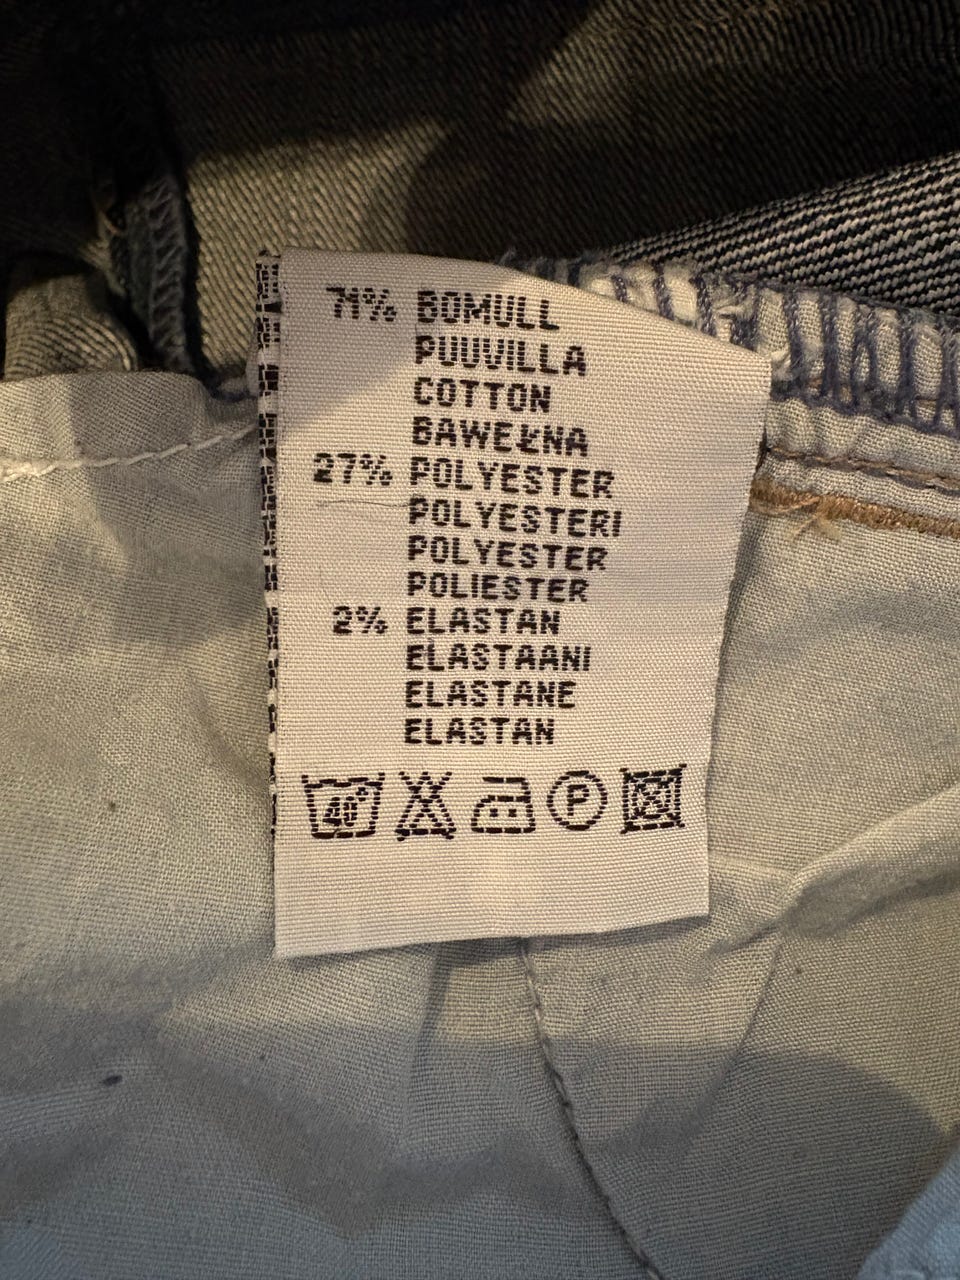 71% BOMULL
PUUVILLA
COTTON
BAWEŁNA
27% POLYESTER
POLYESTERI
POLYESTER
POLIESTER
2% ELASTAN
ELASTAANI
ELASTANE
ELASTAN
40° P